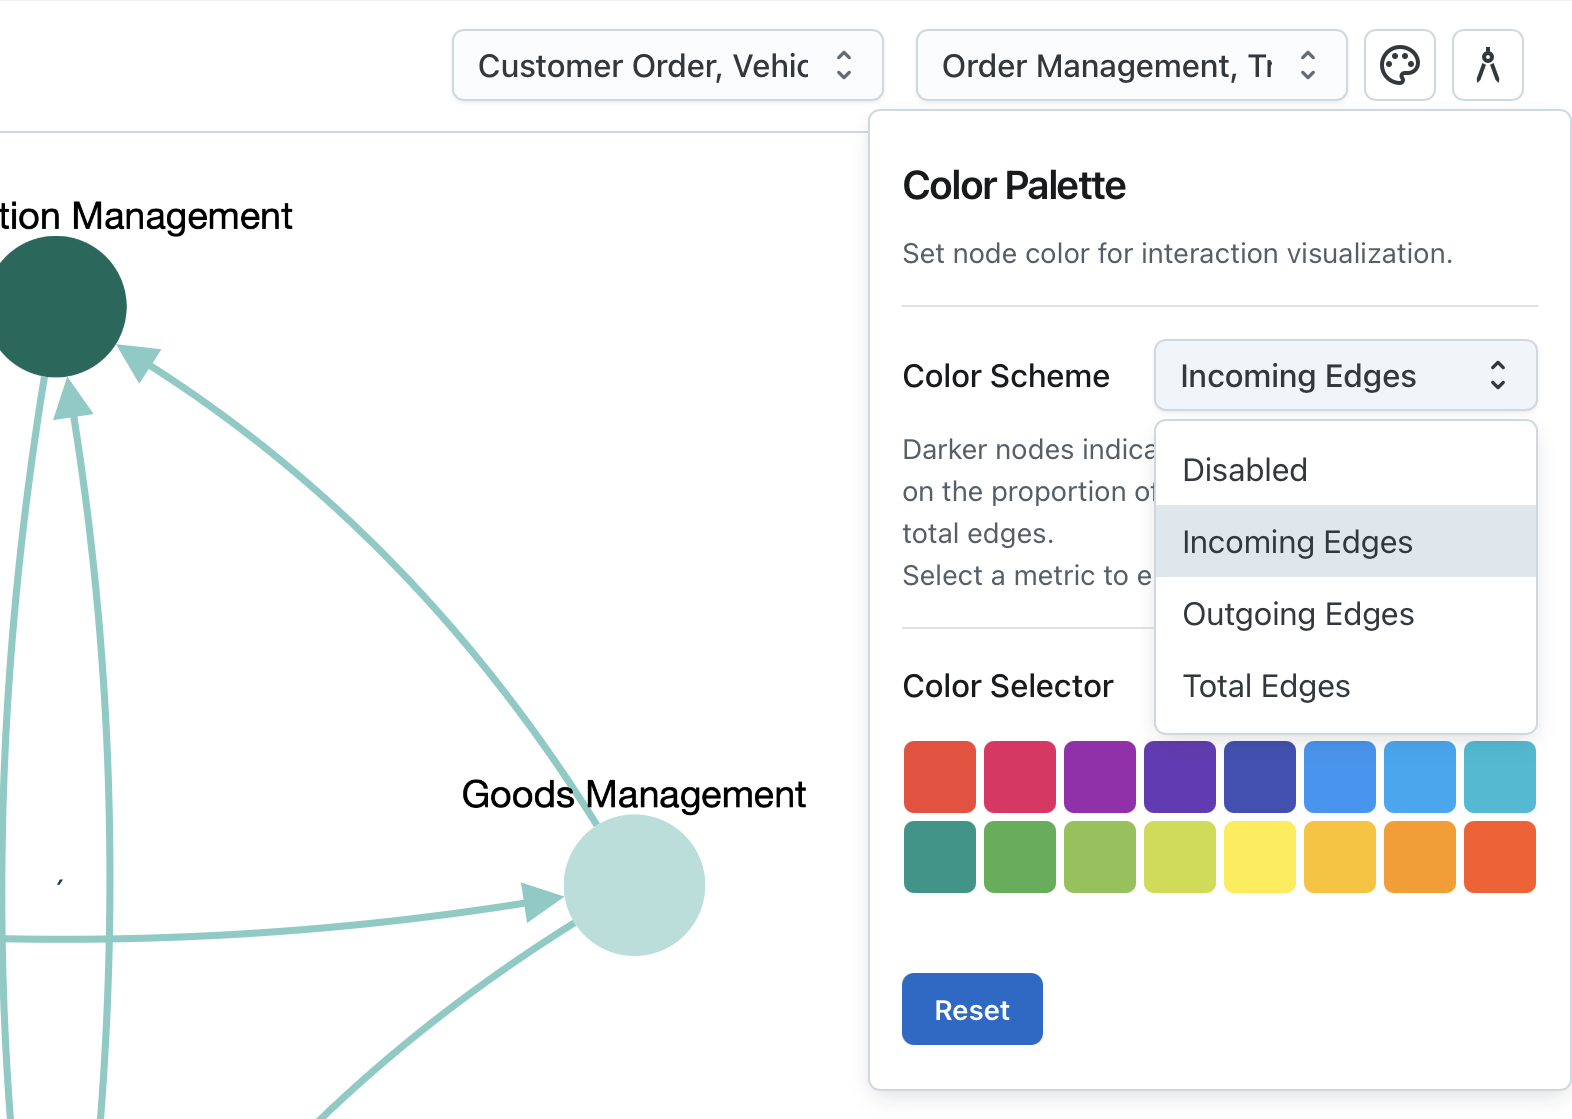 Customer Order, Vehic
Order Management, Tr
tion Management
Goods Management
Color Palette
Set node color for interaction visualization.
Color Scheme
Incoming Edges
Darker nodes indica
on the proportion of
total edges.
Select a metric to e
Disabled
Incoming Edges
Outgoing Edges
Total Edges
Color Selector
Reset